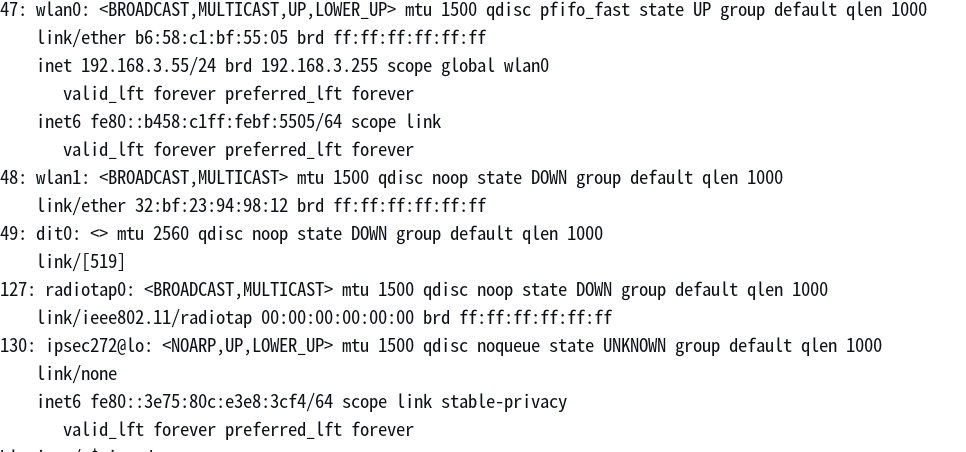 47: wlan0: <BROADCAST,MULTICAST,UP,LOWER_UP> mtu 1500 qdisc pfifo_fast state UP group default qlen 1000
link/ether b6:58:c1:bf:55:05 brd ff:ff:ff:ff:ff:ff
inet 192.168.3.55/24 brd 192.168.3.255 scope global wlan0
valid_lft forever preferred_lft forever
inet6 fe80::b458:c1ff:febf:5505/64 scope link
valid_lft forever preferred_lft forever
48: wlan1: <BROADCAST,MULTICAST> mtu 1500 qdisc noop state DOWN group default qlen 1000
link/ether 32:bf:23:94:98:12 brd ff:ff:ff:ff:ff:ff
49: dit0: <> mtu 2560 qdisc noop state DOWN group default qlen 1000
link/[519]
127: radiotap0: <BROADCAST,MULTICAST> mtu 1500 qdisc noop state DOWN group default qlen 1000
link/ieee802.11/radiotap 00:00:00:00:00:00 brd ff:ff:ff:ff:ff:ff
130: ipsec272@lo: <NOARP,UP,LOWER_UP> mtu 1500 qdisc noqueue state UNKNOWN group default qlen 1000
link/none
inet6 fe80::3e75:80c:e3e8:3cf4/64 scope link stable-privacy
valid_lft forever preferred_lft forever